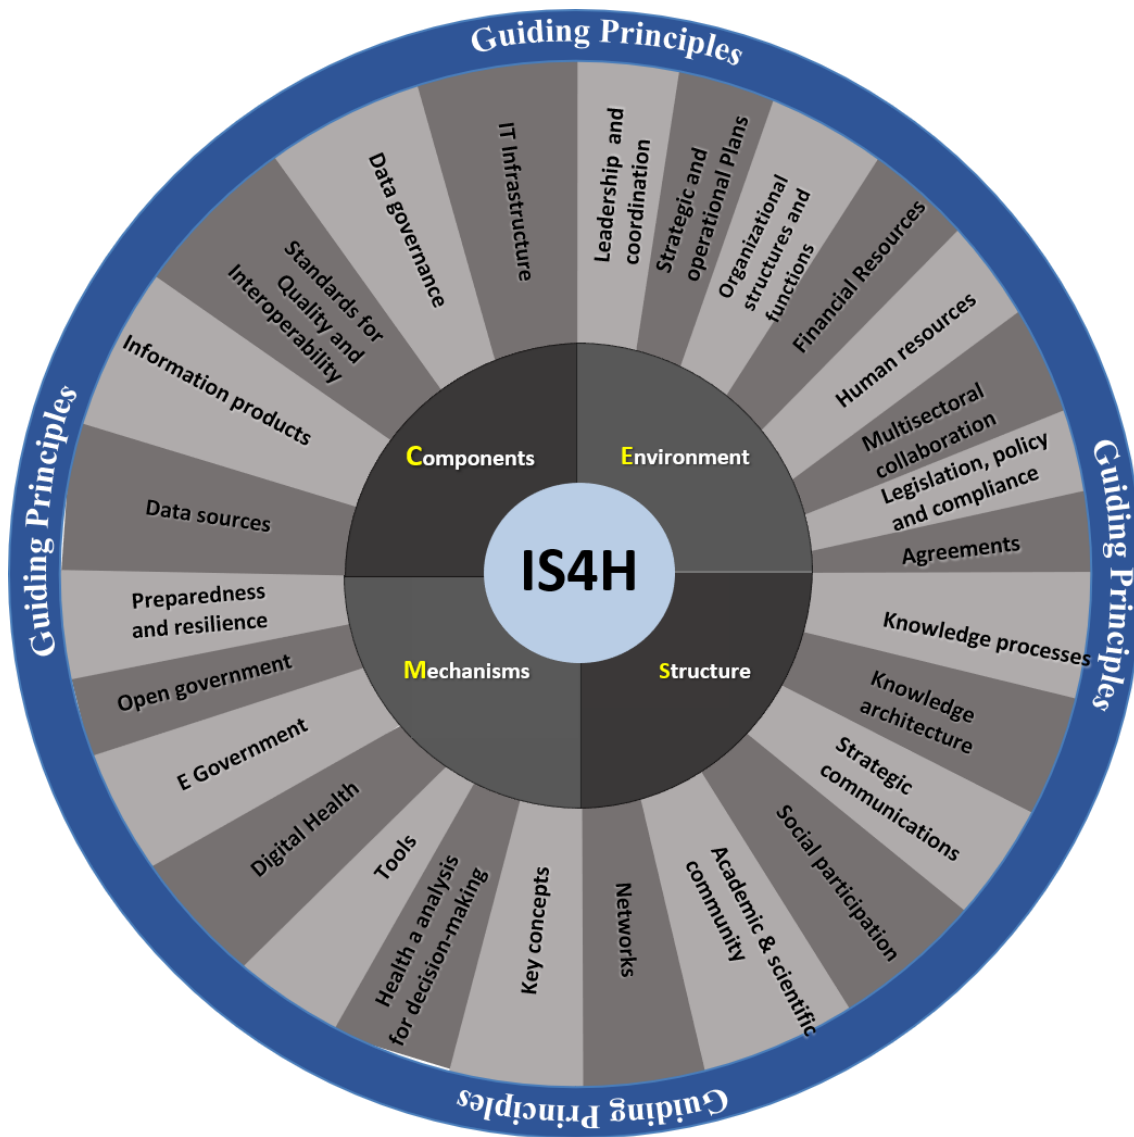 Guiding Principles
Leadership and
coordination
Strategic and
operational Plans
Organizational
structures and
functions
Financial Resources
Human resources
Multisectoral
collaboration
Legislation, policy
and compliance
Agreements
Guiding Principles
Knowledge processes
Knowledge
architecture
Strategic
communications
Social participation
Academic & scientific
community
Networks
Guiding Principles
Key concepts
Health a analysis
for decision-making
Tools
Digital Health
E Government
Open government
Preparedness
and resilience
Guiding Principles
Data sources
Information products
Standards for
Quality and
Interoperability
Data governance
IT Infrastructure
Components
Environment
IS4H
Mechanisms
Structure